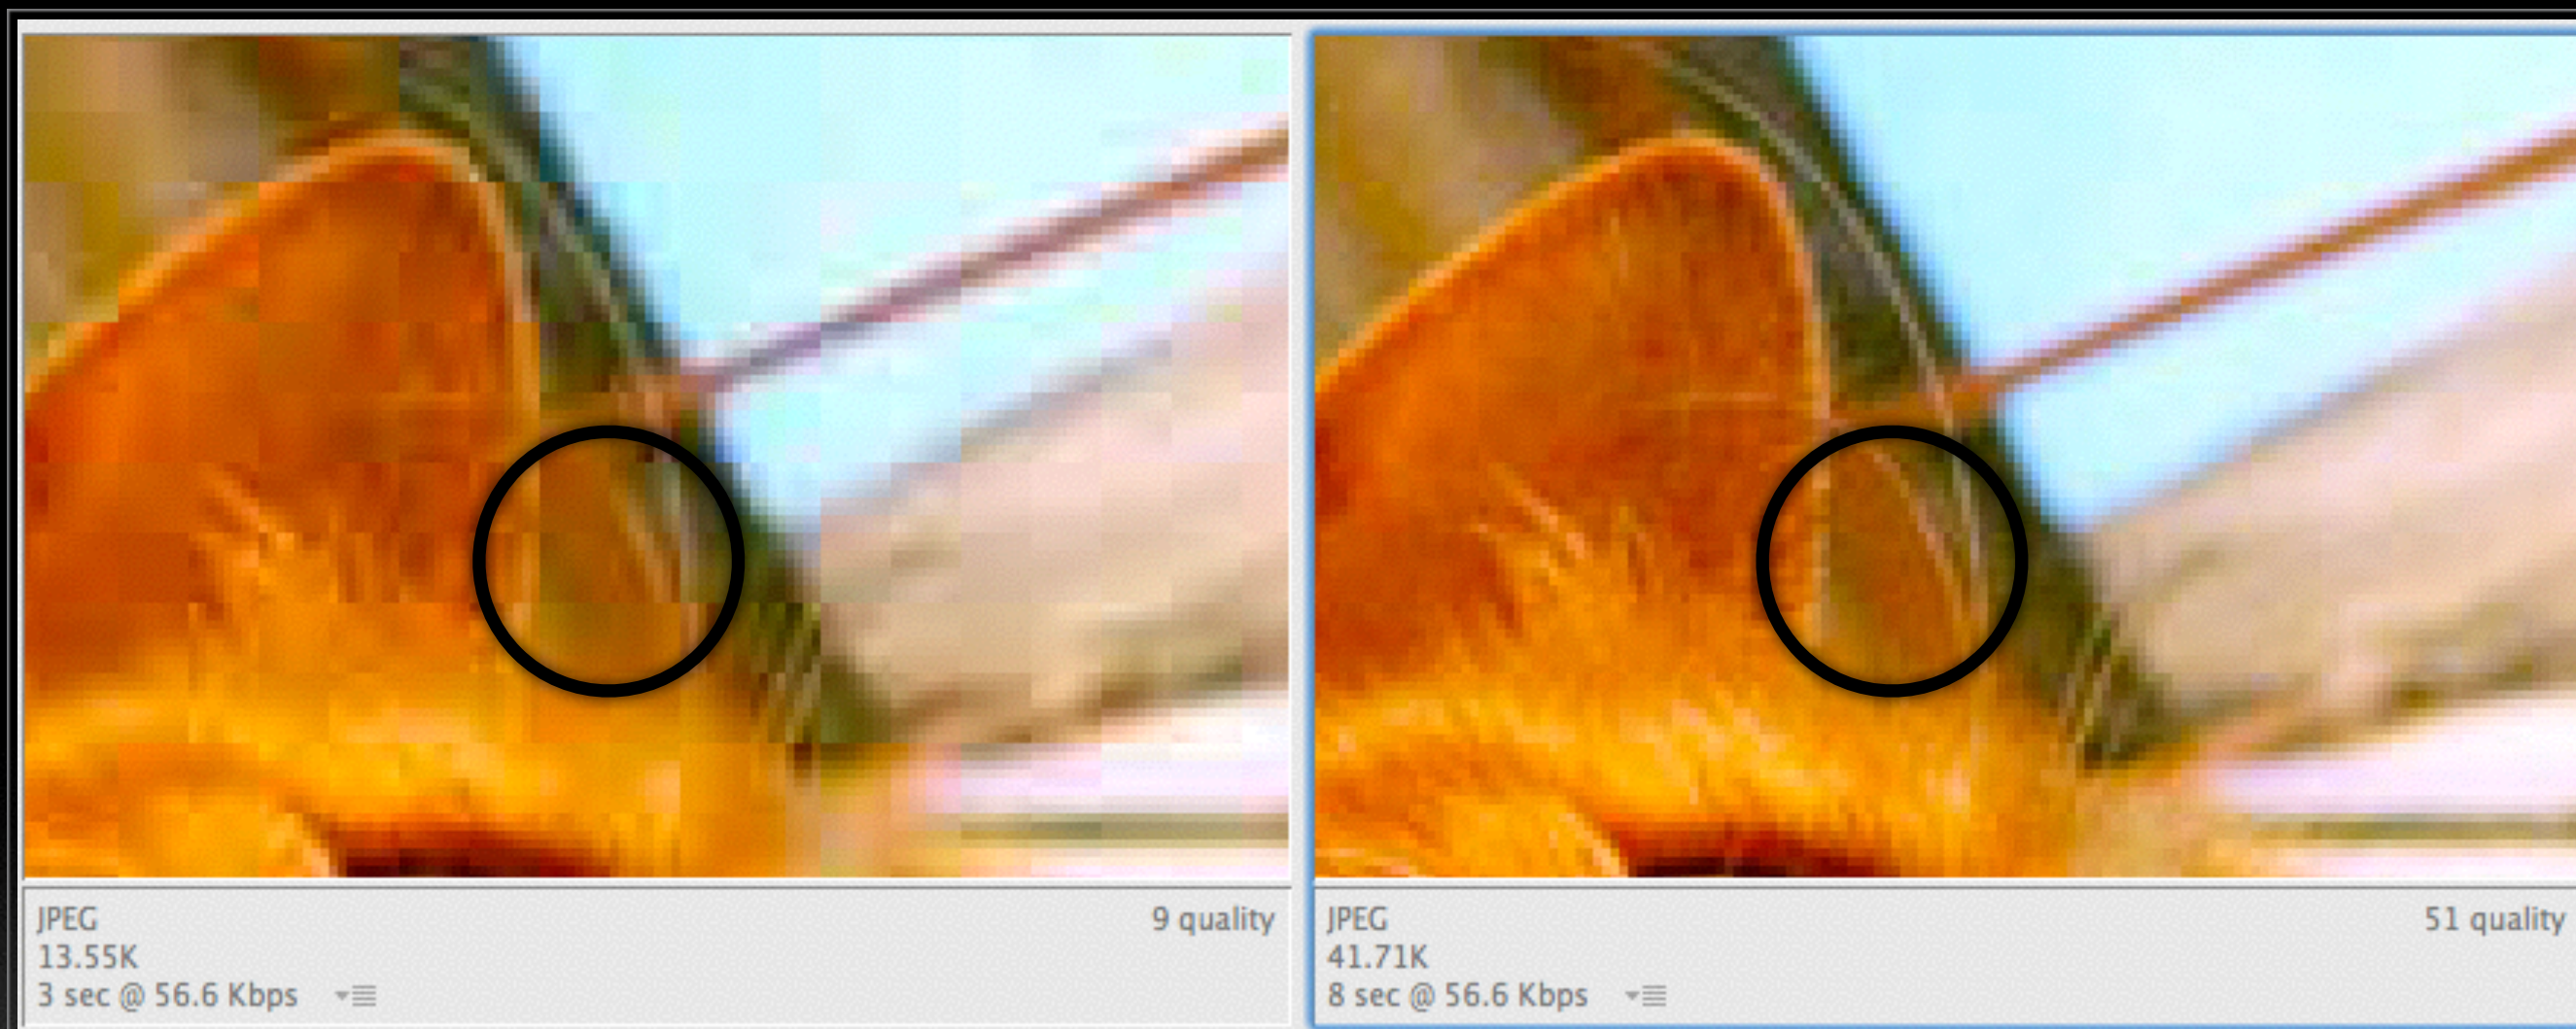 JPEG
9 quality
13.55K
3 sec @ 56.6 Kbps
JPEG
51 quality
41.71K
8 sec @ 56.6 Kbps